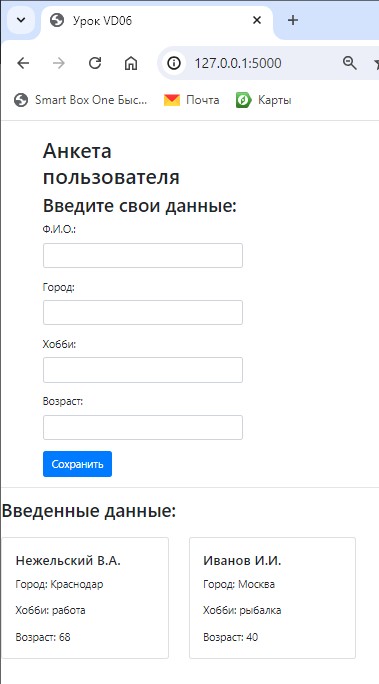 Урок VD06
127.0.0.1:5000
Smart Box One Быс... Почта Карты
Анкета
пользователя
Введите свои данные:
Ф.И.О.:
Город:
Хобби:
Возраст:
Сохранить
Введенные данные:
Нежельский В.А.
Город: Краснодар
Хобби: работа
Возраст: 68
Иванов И.И.
Город: Москва
Хобби: рыбалка
Возраст: 40